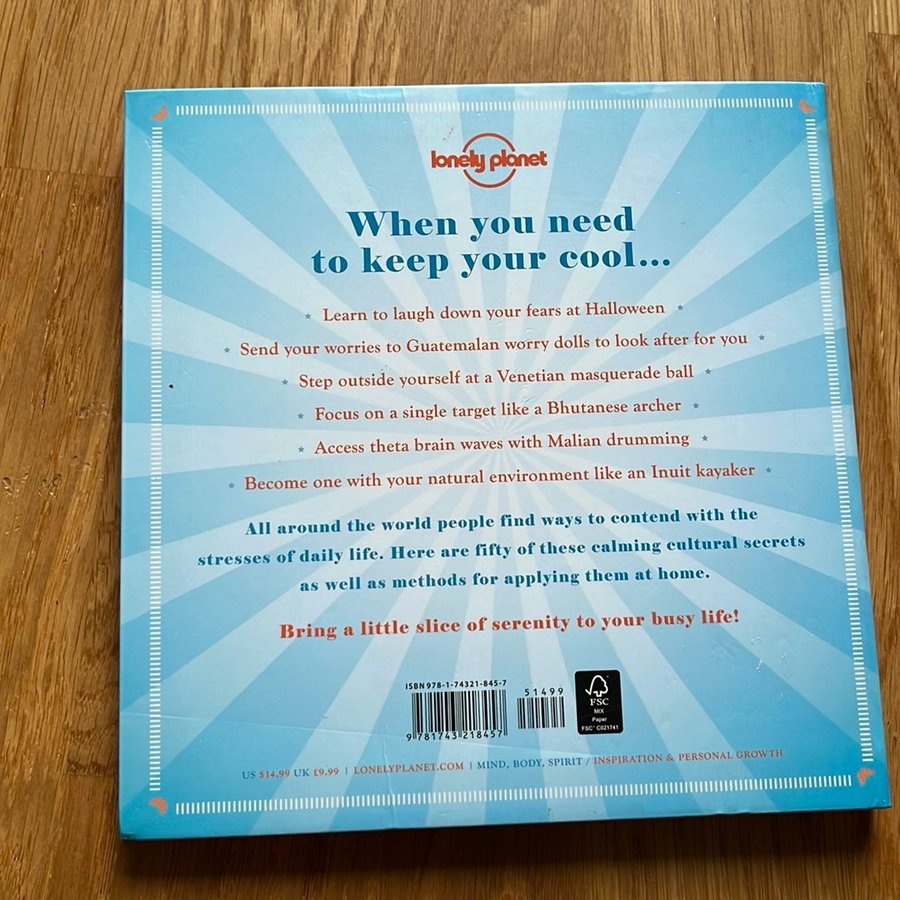 lonely planet
When you need
to keep your cool...
* Learn to laugh down your fears at Halloween *
* Send your worries to Guatemalan worry dolls to look after for you *
* Step outside yourself at a Venetian masquerade ball *
* Focus on a single target like a Bhutanese archer *
* Access theta brain waves with Malian drumming *
* Become one with your natural environment like an Inuit kayaker *
All around the world people find ways to contend with the
stresses of daily life. Here are fifty of these calming cultural secrets
as well as methods for applying them at home.
Bring a little slice of serenity to your busy life!
ISBN 978-1-74321-845-7
51499
9 781743 218457
FSC
MIX
Paper
FSC® C021741
US $14.99 UK £9.99 | LONELYPLANET.COM | MIND, BODY, SPIRIT / INSPIRATION & PERSONAL GROWTH